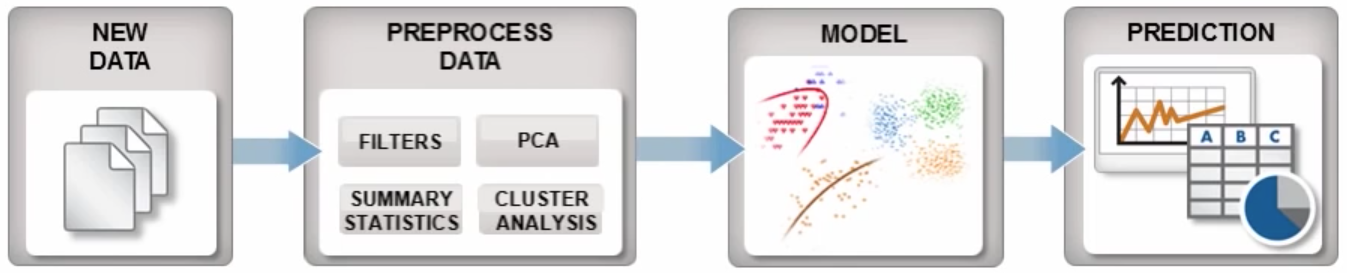 NEW
DATA
PREPROCESS
DATA
FILTERS
PCA
SUMMARY
STATISTICS
CLUSTER
ANALYSIS
MODEL
PREDICTION
A B C